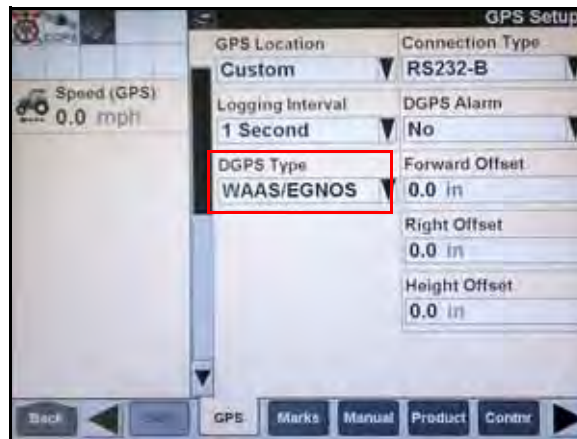 GPS Setup
GPS Location
Connection Type
Custom
RS232-B
Speed (GPS)
0.0 mph
Logging Interval
DGPS Alarm
1 Second
No
DGPS Type
Forward Offset
WAAS/EGNOS
0.0 in
Right Offset
0.0 in
Height Offset
0.0 in
Back
GPS
Marks
Manual
Product
Contnr